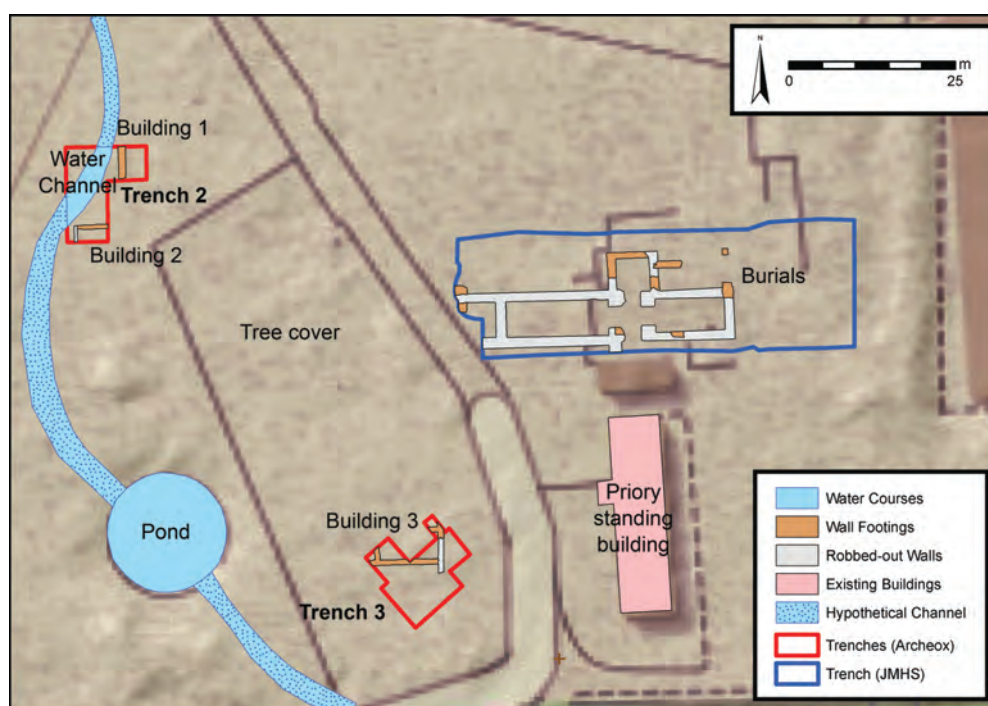 N
m
0
25
Building 1
Water
Channel
Trench 2
Building 2
Burials
Tree cover
Priory
standing
building
Building 3
Pond
Trench 3
Water Courses
Wall Footings
Robbed-out Walls
Existing Buildings
Hypothetical Channel
Trenches (Archeox)
Trench (JMHS)